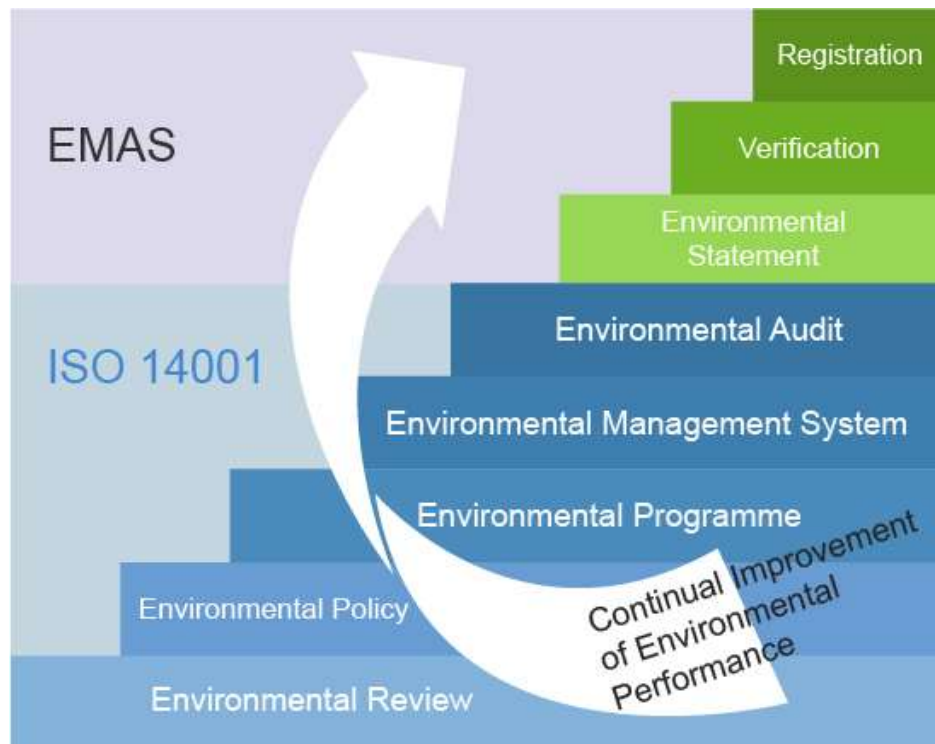 Registration
EMAS
Verification
Environmental
Statement
Environmental Audit
ISO 14001
Environmental Management System
Environmental Programme
Continual Improvement
of Environmental
Performance
Environmental Policy
Environmental Review